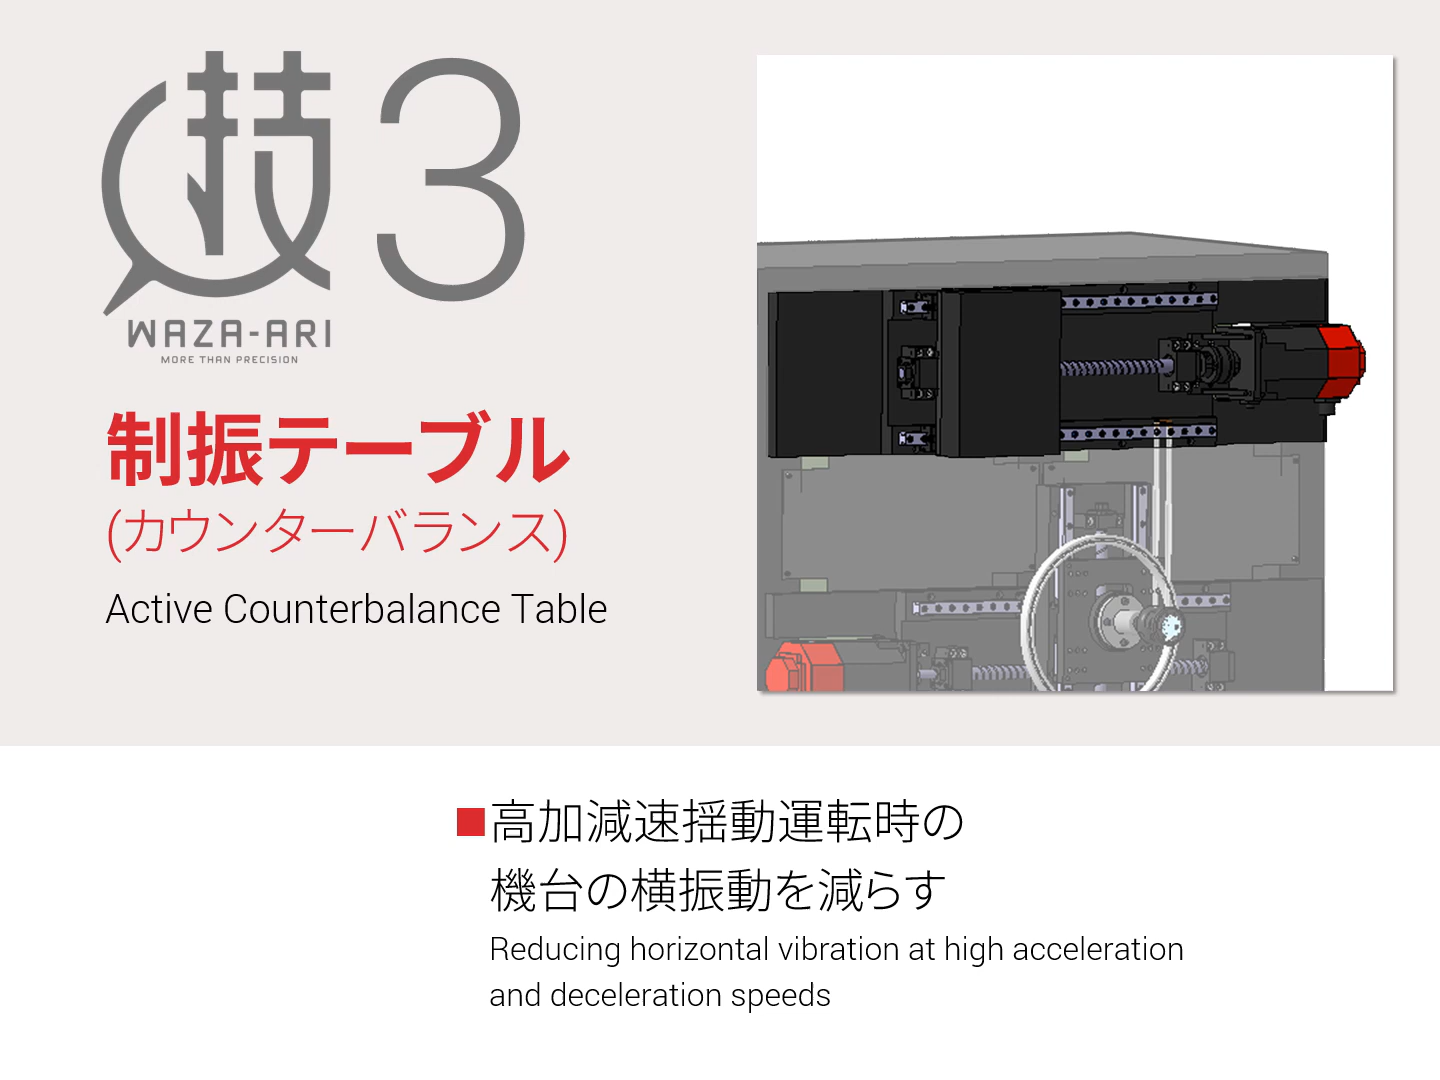 技3
WAZA-ARI
MORE THAN PRECISION
制振テーブル
(カウンターバランス)
Active Counterbalance Table
■高加減速揺動運転時の
機台の横振動を減らす
Reducing horizontal vibration at high acceleration
and deceleration speeds